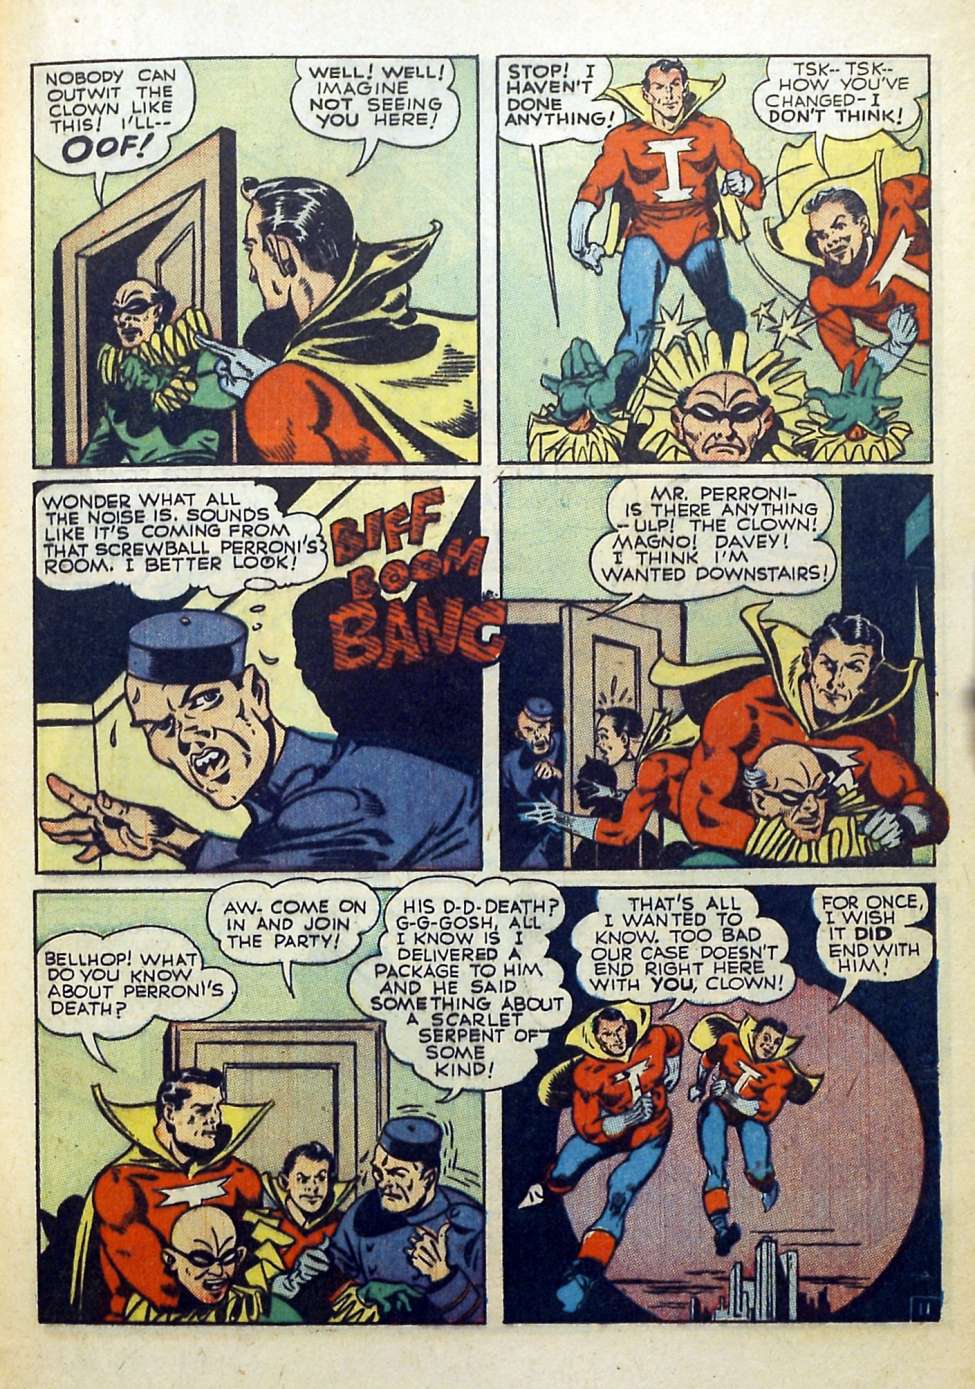 NOBODY CAN
OUTWIT THE
CLOWN LIKE
THIS! I'LL--
OOF!
WELL! WELL!
IMAGINE
NOT SEEING
YOU HERE!
STOP! I
HAVEN'T
DONE
ANYTHING!
TSK-- TSK--
HOW YOU'VE
CHANGED- I
DON'T THINK!
I
I
WONDER WHAT ALL
THE NOISE IS. SOUNDS
LIKE IT'S COMING FROM
THAT SCREWBALL PERRONI'S
ROOM. I BETTER LOOK!
BIFF
BOOM
BANG
MR. PERRONI-
IS THERE ANYTHING
-ULP! THE CLOWN!
MAGNO! DAVEY!
I THINK I'M
WANTED DOWNSTAIRS!
BELLHOP! WHAT
DO YOU KNOW
ABOUT PERRONI'S
DEATH?
AW- COME ON
IN AND JOIN
THE PARTY!
HIS D-D-DEATH?
G-G-GOSH, ALL
I KNOW IS I
DELIVERED A
PACKAGE TO HIM
AND HE SAID
SOMETHING ABOUT
A SCARLET
SERPENT OF
SOME
KIND!
THAT'S ALL
I WANTED TO
KNOW. TOO BAD
OUR CASE DOESN'T
END RIGHT HERE
WITH YOU, CLOWN!
FOR ONCE,
I WISH
IT DID
END WITH
HIM!
I
I
11